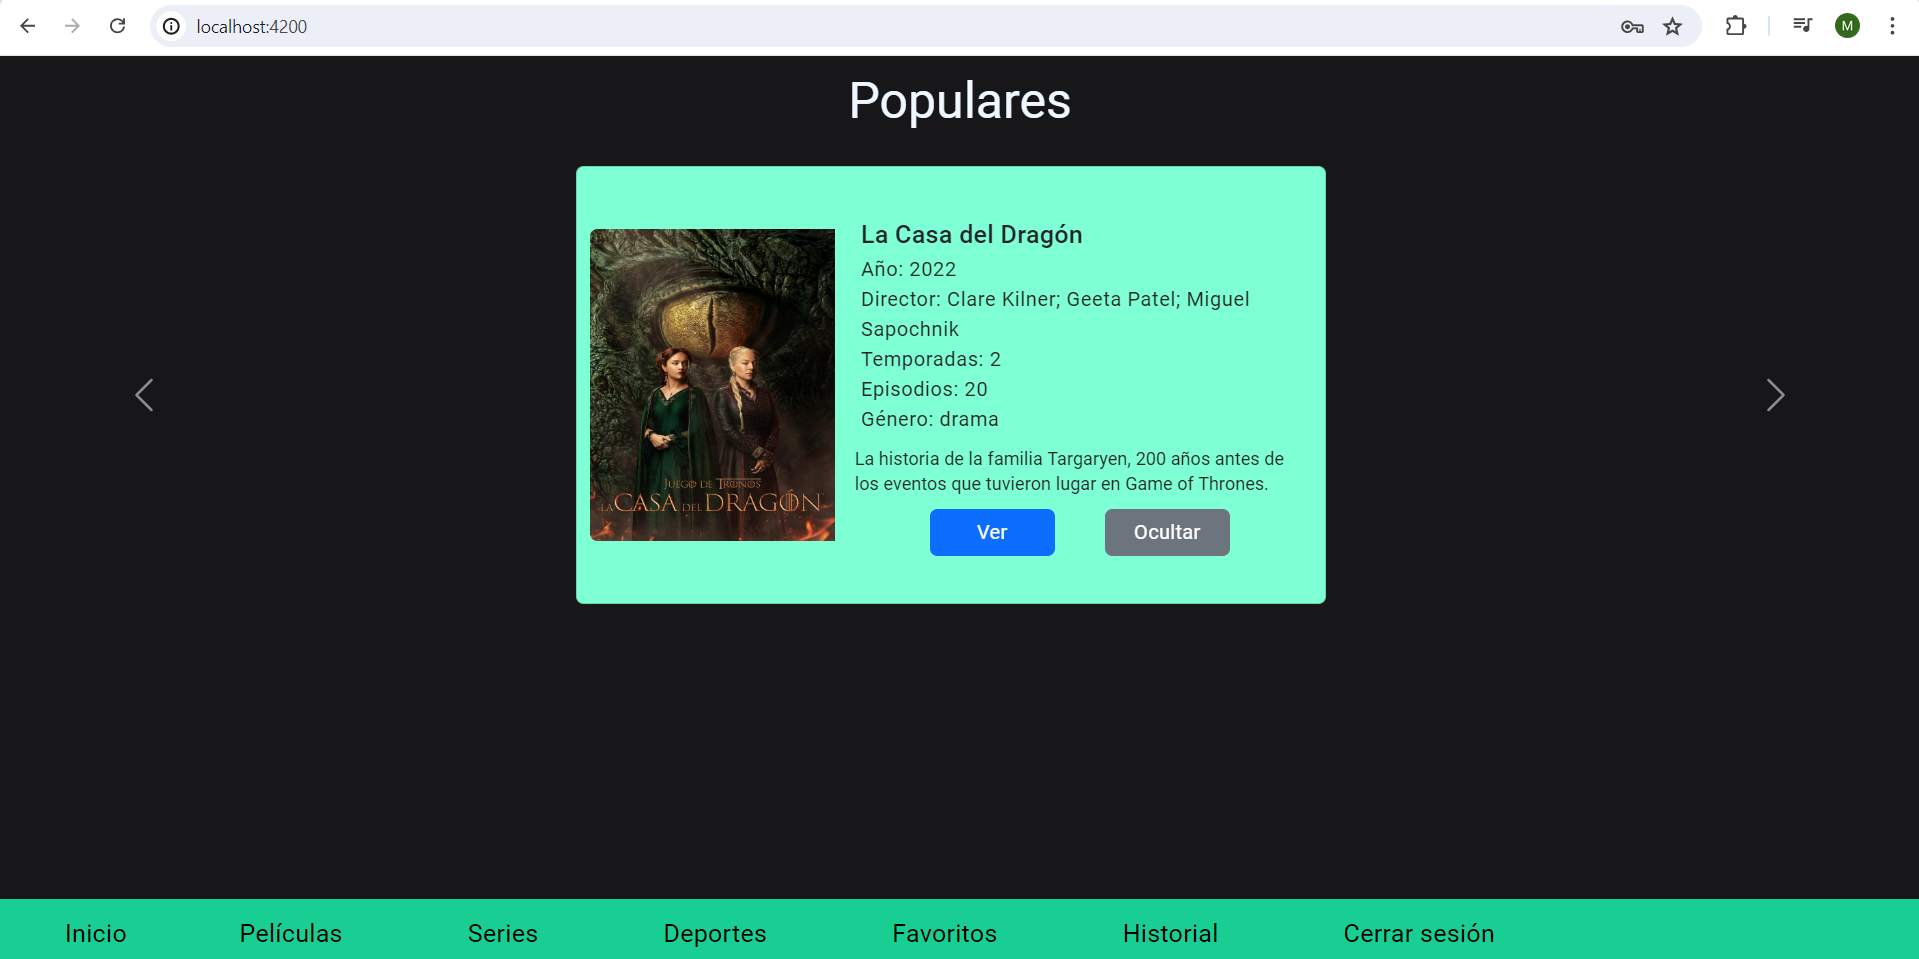 localhost:4200
M
Populares
La Casa del Dragón
Año: 2022
Director: Clare Kilner; Geeta Patel; Miguel
Sapochnik
Temporadas: 2
Episodios: 20
Género: drama
La historia de la familia Targaryen, 200 años antes de
los eventos que tuvieron lugar en Game of Thrones.
Ver
Ocultar
JUEGO DE TRONOS
LA CASA DEL DRAGÓN
Inicio
Películas
Series
Deportes
Favoritos
Historial
Cerrar sesión